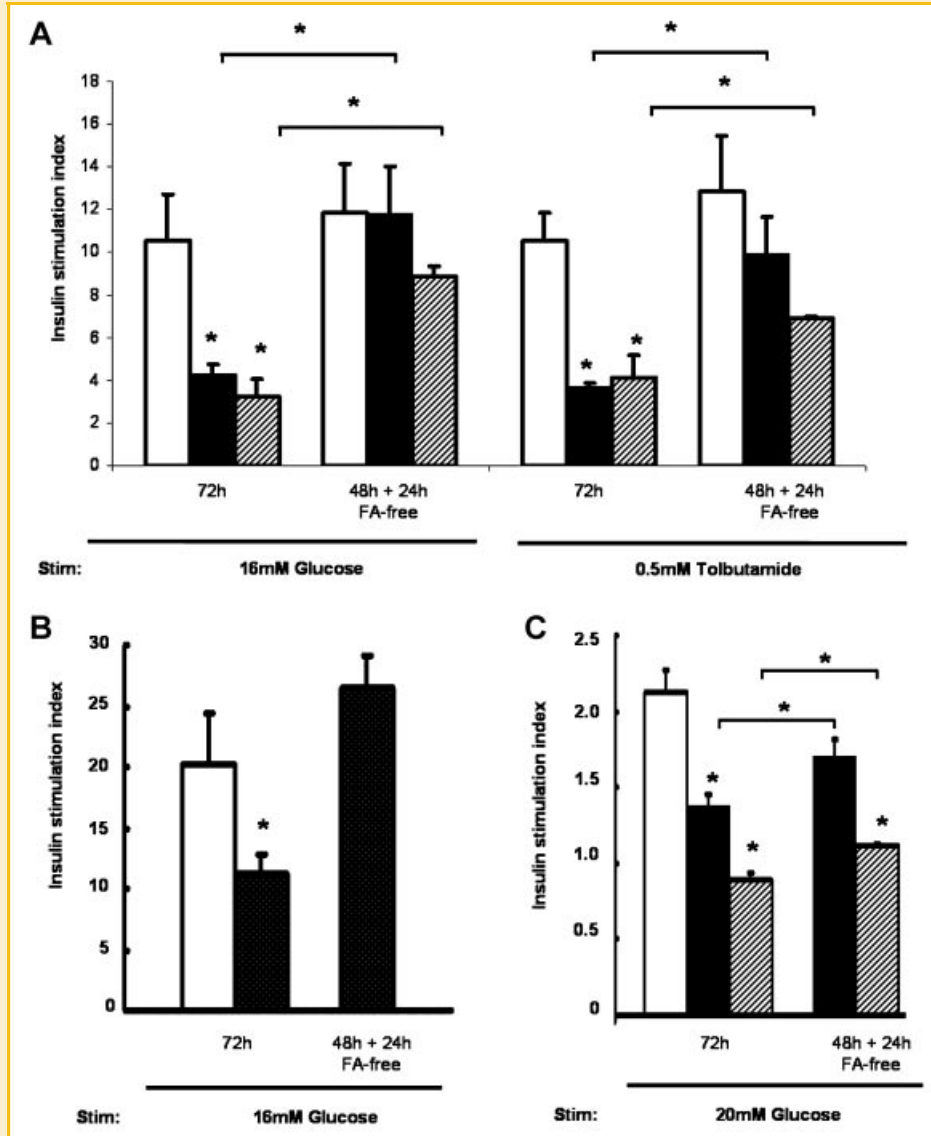 A
*
*
*
*
Insulin stimulation index
18
16
14
12
10
8
6
4
2
0
*
*
*
*
72h
48h + 24h
FA-free
72h
48h + 24h
FA-free
Stim:
16mM Glucose
0.5mM Tolbutamide
B
Insulin stimulation index
30
25
20
15
10
5
0
*
72h
48h + 24h
FA-free
Stim:
16mM Glucose
C
Insulin stimulation index
2.5
2.0
1.5
1.0
0.5
0
*
*
*
*
*
72h
48h + 24h
FA-free
Stim:
20mM Glucose